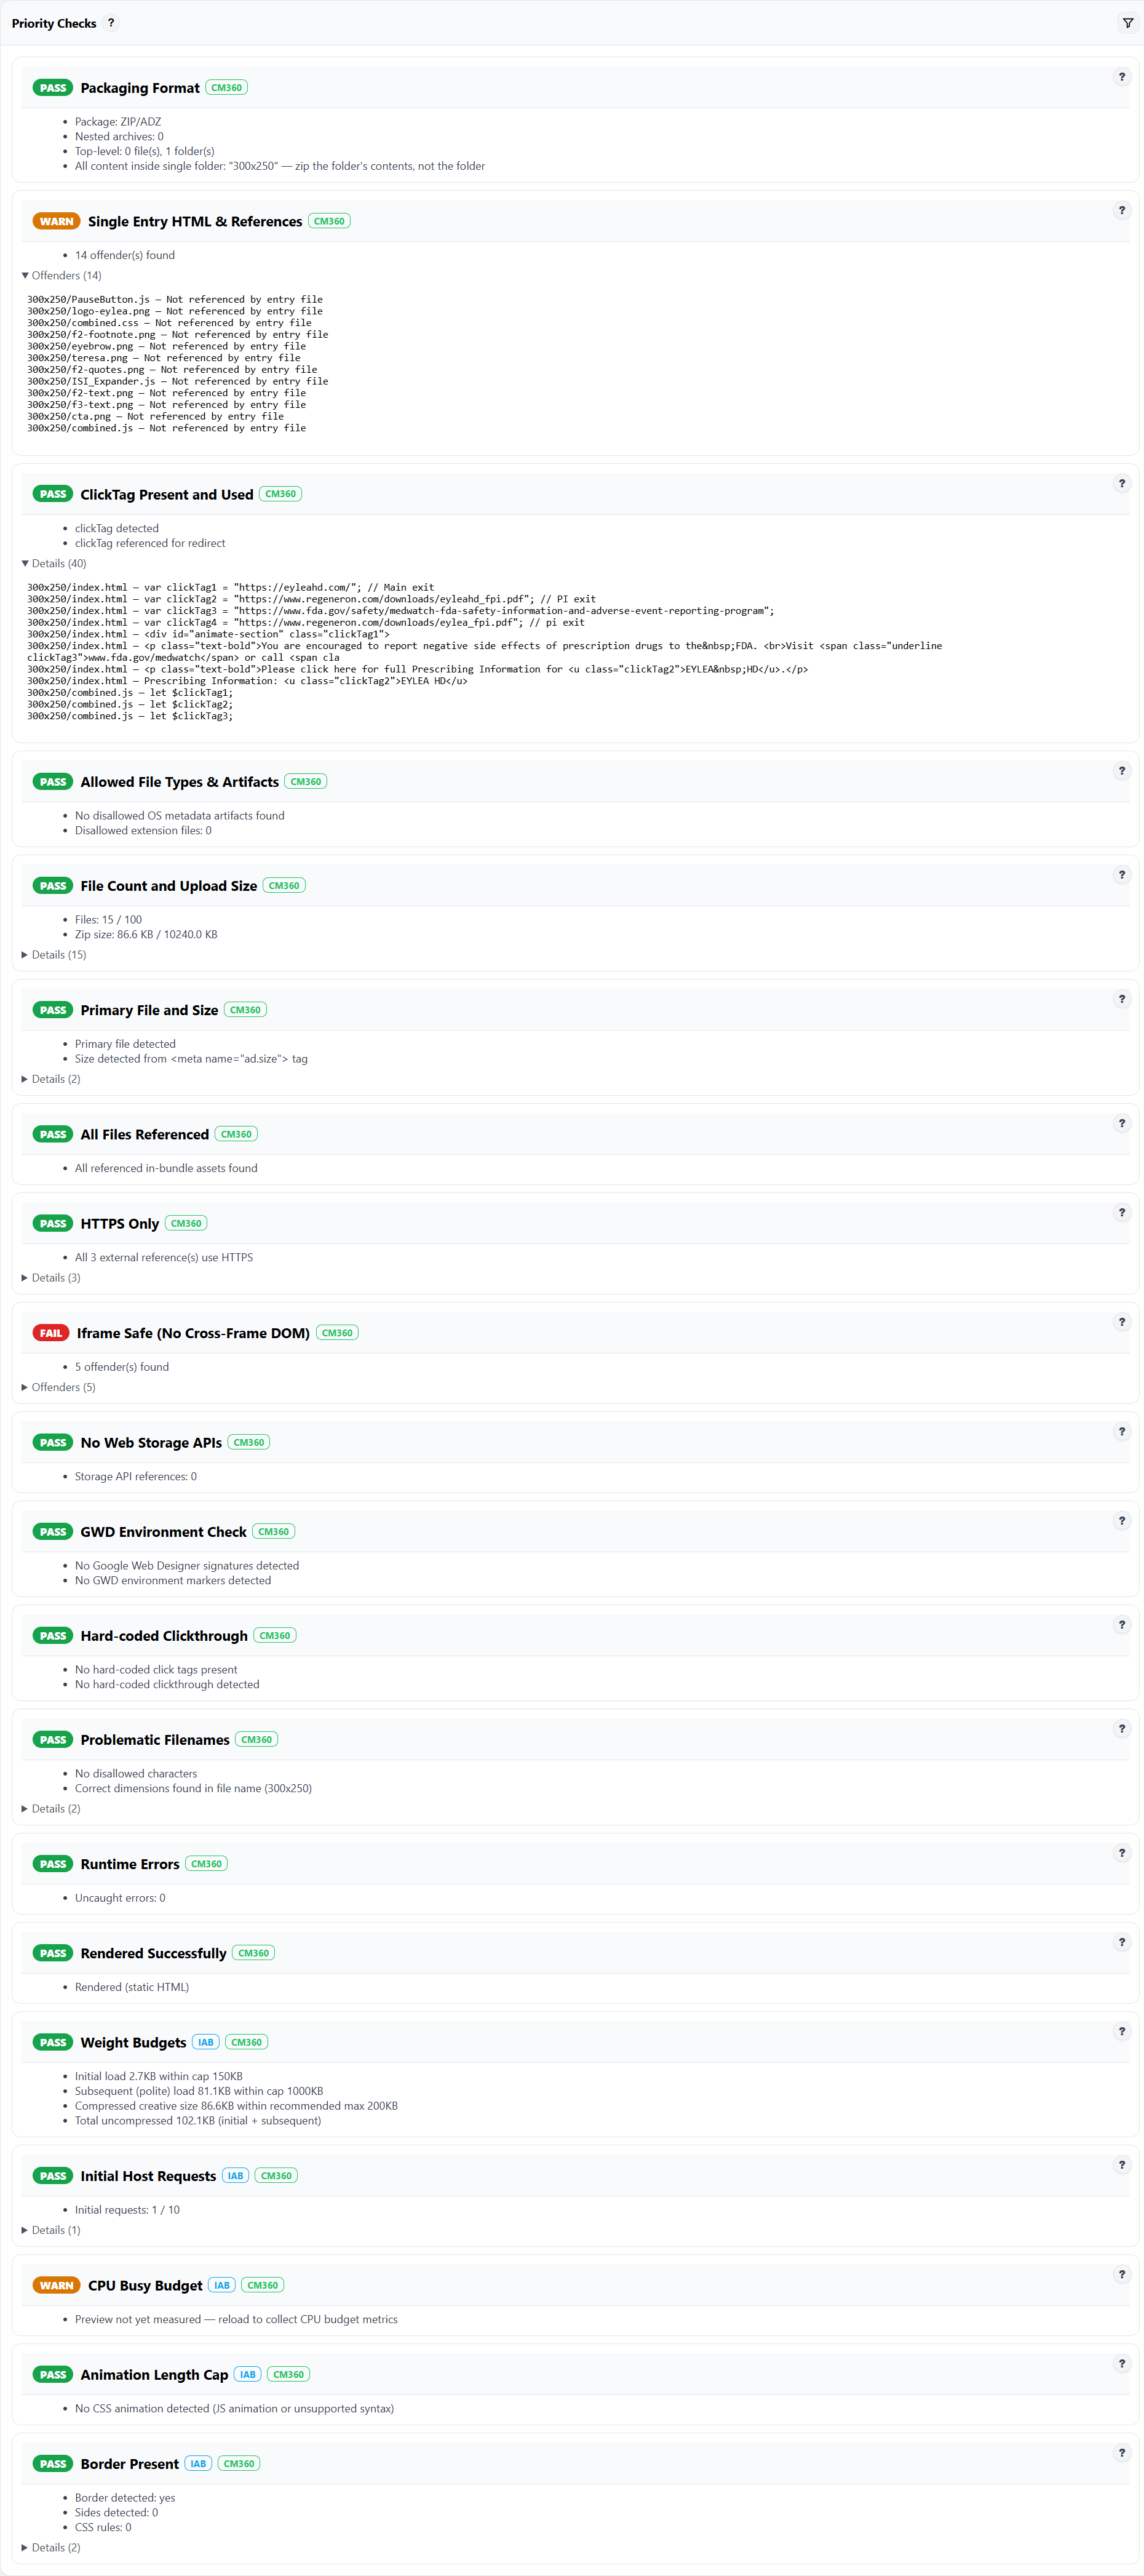 Priority Checks ?
PASS Packaging Format CM360 ?
• Package: ZIP/ADZ
• Nested archives: 0
• Top-level: 0 file(s), 1 folder(s)
• All content inside single folder: "300x250" — zip the folder's contents, not the folder
WARN Single Entry HTML & References CM360 ?
• 14 offender(s) found
▼ Offenders (14)
300x250/PauseButton.js — Not referenced by entry file
300x250/logo-eylea.png — Not referenced by entry file
300x250/combined.css — Not referenced by entry file
300x250/f2-footnote.png — Not referenced by entry file
300x250/eyebrow.png — Not referenced by entry file
300x250/teresa.png — Not referenced by entry file
300x250/f2-quotes.png — Not referenced by entry file
300x250/ISI_Expander.js — Not referenced by entry file
300x250/f2-text.png — Not referenced by entry file
300x250/f3-text.png — Not referenced by entry file
300x250/cta.png — Not referenced by entry file
300x250/combined.js — Not referenced by entry file
PASS ClickTag Present and Used CM360 ?
• clickTag detected
• clickTag referenced for redirect
▼ Details (40)
300x250/index.html — var clickTag1 = "https://eyleahd.com/"; // Main exit
300x250/index.html — var clickTag2 = "https://www.regeneron.com/downloads/eyleahd_fpi.pdf"; // PI exit
300x250/index.html — var clickTag3 = "https://www.fda.gov/safety/medwatch-fda-safety-information-and-adverse-event-reporting-program";
300x250/index.html — var clickTag4 = "https://www.regeneron.com/downloads/eylea_fpi.pdf"; // pi exit
300x250/index.html — <div id="animate-section" class="clickTag1">
300x250/index.html — <p class="text-bold">You are encouraged to report negative side effects of prescription drugs to the&nbsp;FDA. <br>Visit <span class="underline
clickTag3">www.fda.gov/medwatch</span> or call <span cla
300x250/index.html — <p class="text-bold">Please click here for full Prescribing Information for <u class="clickTag2">EYLEA&nbsp;HD</u>.</p>
300x250/index.html — Prescribing Information: <u class="clickTag2">EYLEA HD</u>
300x250/combined.js — let $clickTag1;
300x250/combined.js — let $clickTag2;
300x250/combined.js — let $clickTag3;
PASS Allowed File Types & Artifacts CM360 ?
• No disallowed OS metadata artifacts found
• Disallowed extension files: 0
PASS File Count and Upload Size CM360 ?
• Files: 15 / 100
• Zip size: 86.6 KB / 10240.0 KB
▶ Details (15)
PASS Primary File and Size CM360 ?
• Primary file detected
• Size detected from <meta name="ad.size"> tag
▶ Details (2)
PASS All Files Referenced CM360 ?
• All referenced in-bundle assets found
PASS HTTPS Only CM360 ?
• All 3 external reference(s) use HTTPS
▶ Details (3)
FAIL Iframe Safe (No Cross-Frame DOM) CM360 ?
• 5 offender(s) found
▶ Offenders (5)
PASS No Web Storage APIs CM360 ?
• Storage API references: 0
PASS GWD Environment Check CM360 ?
• No Google Web Designer signatures detected
• No GWD environment markers detected
PASS Hard-coded Clickthrough CM360 ?
• No hard-coded click tags present
• No hard-coded clickthrough detected
PASS Problematic Filenames CM360 ?
• No disallowed characters
• Correct dimensions found in file name (300x250)
▶ Details (2)
PASS Runtime Errors CM360 ?
• Uncaught errors: 0
PASS Rendered Successfully CM360 ?
• Rendered (static HTML)
PASS Weight Budgets IAB CM360 ?
• Initial load 2.7KB within cap 150KB
• Subsequent (polite) load 81.1KB within cap 1000KB
• Compressed creative size 86.6KB within recommended max 200KB
• Total uncompressed 102.1KB (initial + subsequent)
PASS Initial Host Requests IAB CM360 ?
• Initial requests: 1 / 10
▶ Details (1)
WARN CPU Busy Budget IAB CM360 ?
• Preview not yet measured — reload to collect CPU budget metrics
PASS Animation Length Cap IAB CM360 ?
• No CSS animation detected (JS animation or unsupported syntax)
PASS Border Present IAB CM360 ?
• Border detected: yes
• Sides detected: 0
• CSS rules: 0
▶ Details (2)